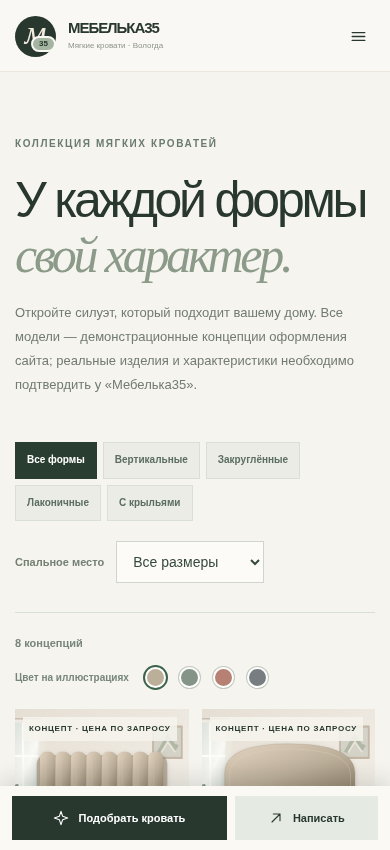 М 35
МЕБЕЛЬКА35
Мягкие кровати · Вологда
КОЛЛЕКЦИЯ МЯГКИХ КРОВАТЕЙ
У каждой формы
свой характер.
Откройте силуэт, который подходит вашему дому. Все
модели — демонстрационные концепции оформления
сайта; реальные изделия и характеристики необходимо
подтвердить у «Мебелька35».
Все формы Вертикальные Закруглённые
Лаконичные С крыльями
Спальное место Все размеры
8 концепций
Цвет на иллюстрациях
КОНЦЕПТ · ЦЕНА ПО ЗАПРОСУ КОНЦЕПТ · ЦЕНА ПО ЗАПРОСУ
Подобрать кровать Написать